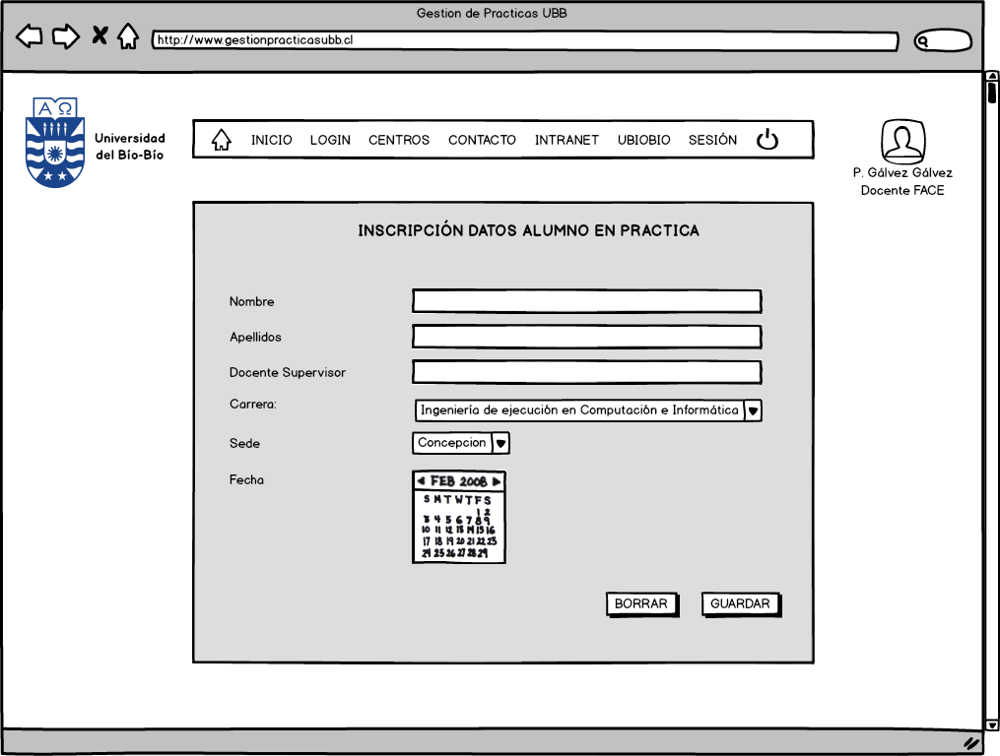 Gestion de Practicas UBB
http://www.gestionpracticasubb.cl
ΑΩ
Universidad
del Bío-Bío
INICIO LOGIN CENTROS CONTACTO INTRANET UBIOBIO SESIÓN
P. Gálvez Gálvez
Docente FACE
INSCRIPCIÓN DATOS ALUMNO EN PRACTICA
Nombre
Apellidos
Docente Supervisor
Carrera: Ingeniería de ejecución en Computación e Informática
Sede Concepcion
Fecha FEB 2008
S M T W T F S
1 2
3 4 5 6 7 8 9
10 11 12 13 14 15 16
17 18 19 20 21 22 23
24 25 26 27 28 29
BORRAR GUARDAR